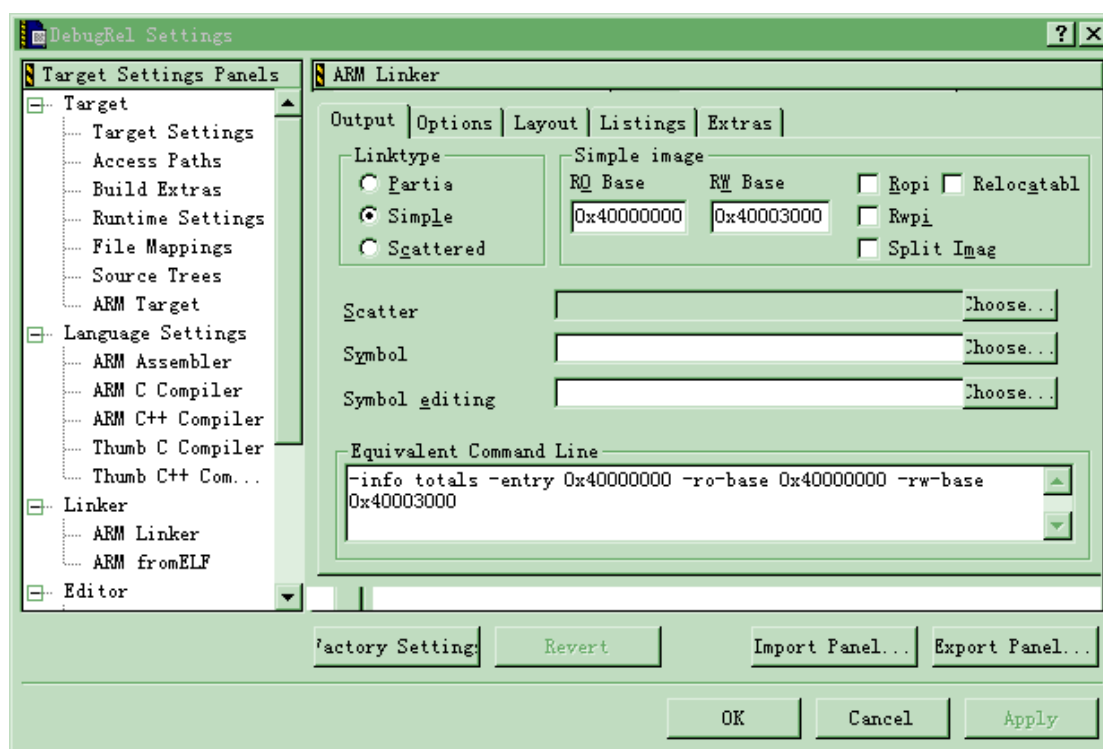 DebugRel Settings
Target Settings Panels
Target
Target Settings
Access Paths
Build Extras
Runtime Settings
File Mappings
Source Trees
ARM Target
Language Settings
ARM Assembler
ARM C Compiler
ARM C++ Compiler
Thumb C Compiler
Thumb C++ Com...
Linker
ARM Linker
ARM fromELF
Editor
ARM Linker
Output Options Layout Listings Extras
Linktype
Partia
Simple
Scattered
Simple image
RO Base RW Base
0x40000000 0x40003000
Ropi Relocatabl
Rwpi
Split Imag
Scatter Choose...
Symbol Choose...
Symbol editing Choose...
Equivalent Command Line
-info totals -entry 0x40000000 -ro-base 0x40000000 -rw-base
0x40003000
Factory Settings Revert Import Panel... Export Panel...
OK Cancel Apply